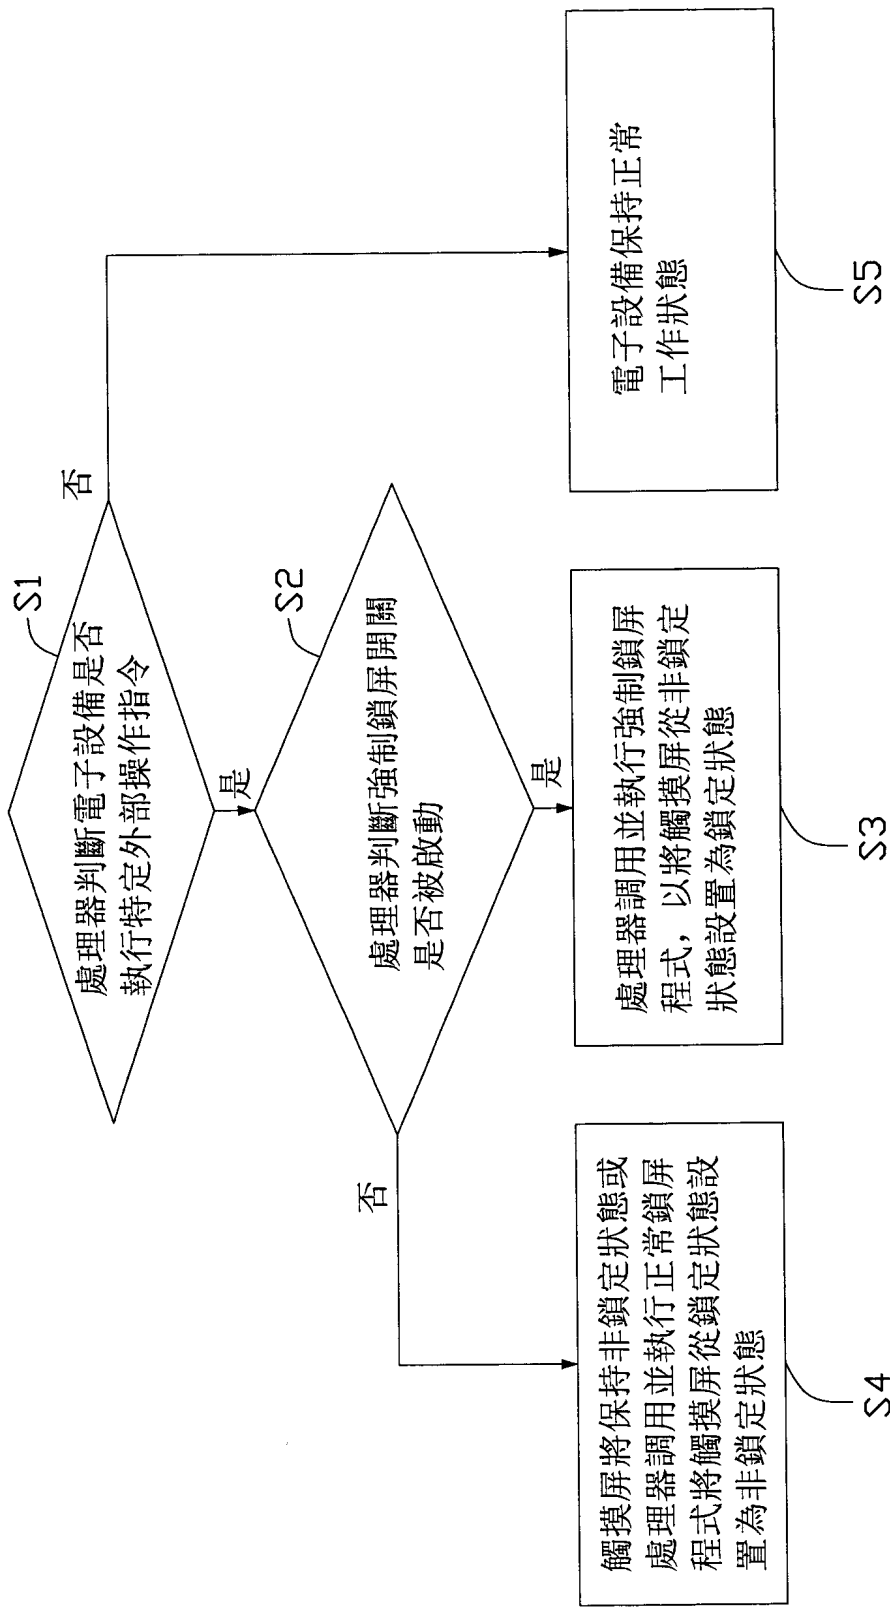 S1
處理器判斷電子設備是否
執行特定外部操作指令
否
是
S2
處理器判斷強制鎖屏開關
是否被啟動
否
是
觸摸屏將保持非鎖定狀態或
處理器調用並執行正常鎖屏
程式將觸摸屏從鎖定狀態設
置為非鎖定狀態
S4
處理器調用並執行強制鎖屏
程式，以將觸摸屏從非鎖定
狀態設置為鎖定狀態
S3
電子設備保持正常
工作狀態
S5